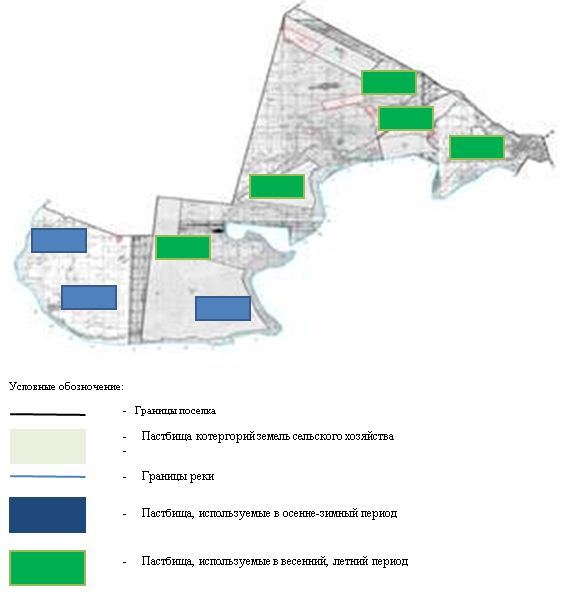 Условные обозначение:
- Границы поселка
- Пастбища котергорий земель сельского хозяйства
-
- Границы реки
- Пастбища, используемые в осенне-зимный период
- Пастбища, используемые в весенний, летний период